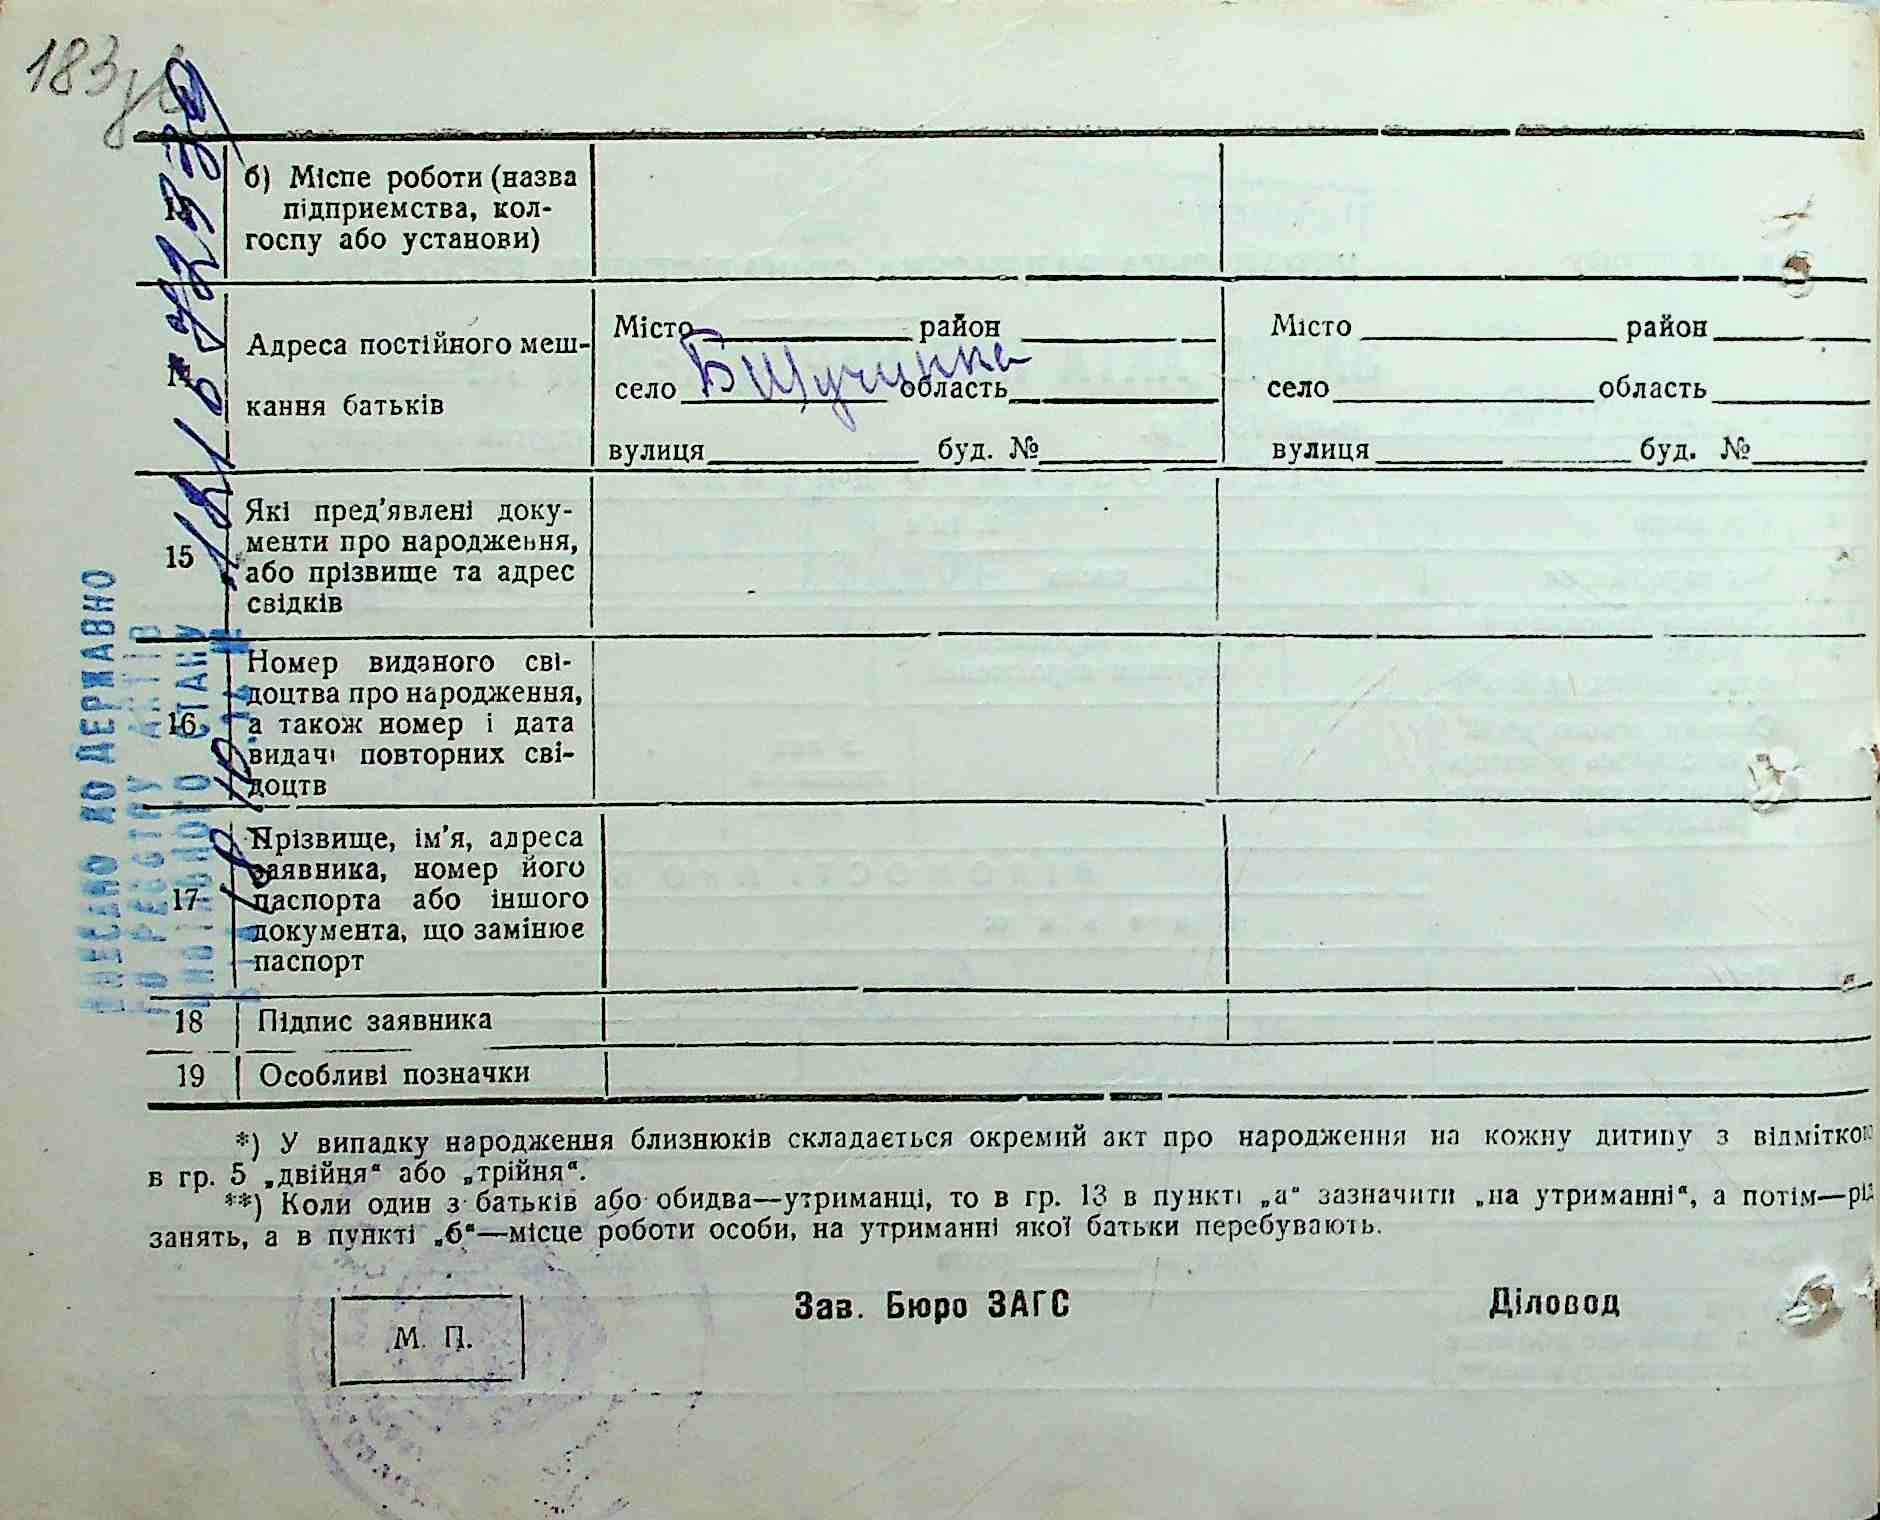 183
13
б) Місце роботи (назва
підприємства, кол-
госпу або установи)
14
Адреса постійного меш-
кання батьків
Місто район
село Б Щучинка область
вулиця буд. №
Місто район
село область
вулиця буд. №
15
Які пред'явлені доку-
менти про народження,
або прізвище та адрес
свідків
16
Номер виданого сві-
доцтва про народження,
а також номер і дата
видачі повторних сві-
доцтв
17
Прізвище, ім'я, адреса
заявника, номер його
паспорта або іншого
документа, що замінює
паспорт
18 Підпис заявника
19 Особливі позначки
ВНЕСЕНО ДО ДЕРЖАВНО
ГО РЕЄСТРУ АКТІВ
СТАНУ
*) У випадку народження близнюків складається окремий акт про народження на кожну дитину з відміткою
в гр. 5 „двійня“ або „трійня“.
**) Коли один з батьків або обидва—утриманці, то в гр. 13 в пункті „а“ зазначити „на утриманні“, а потім—рід
занять, а в пункті „б“—місце роботи особи, на утриманні якої батьки перебувають.
М. П.
Зав. Бюро ЗАГС
Діловод